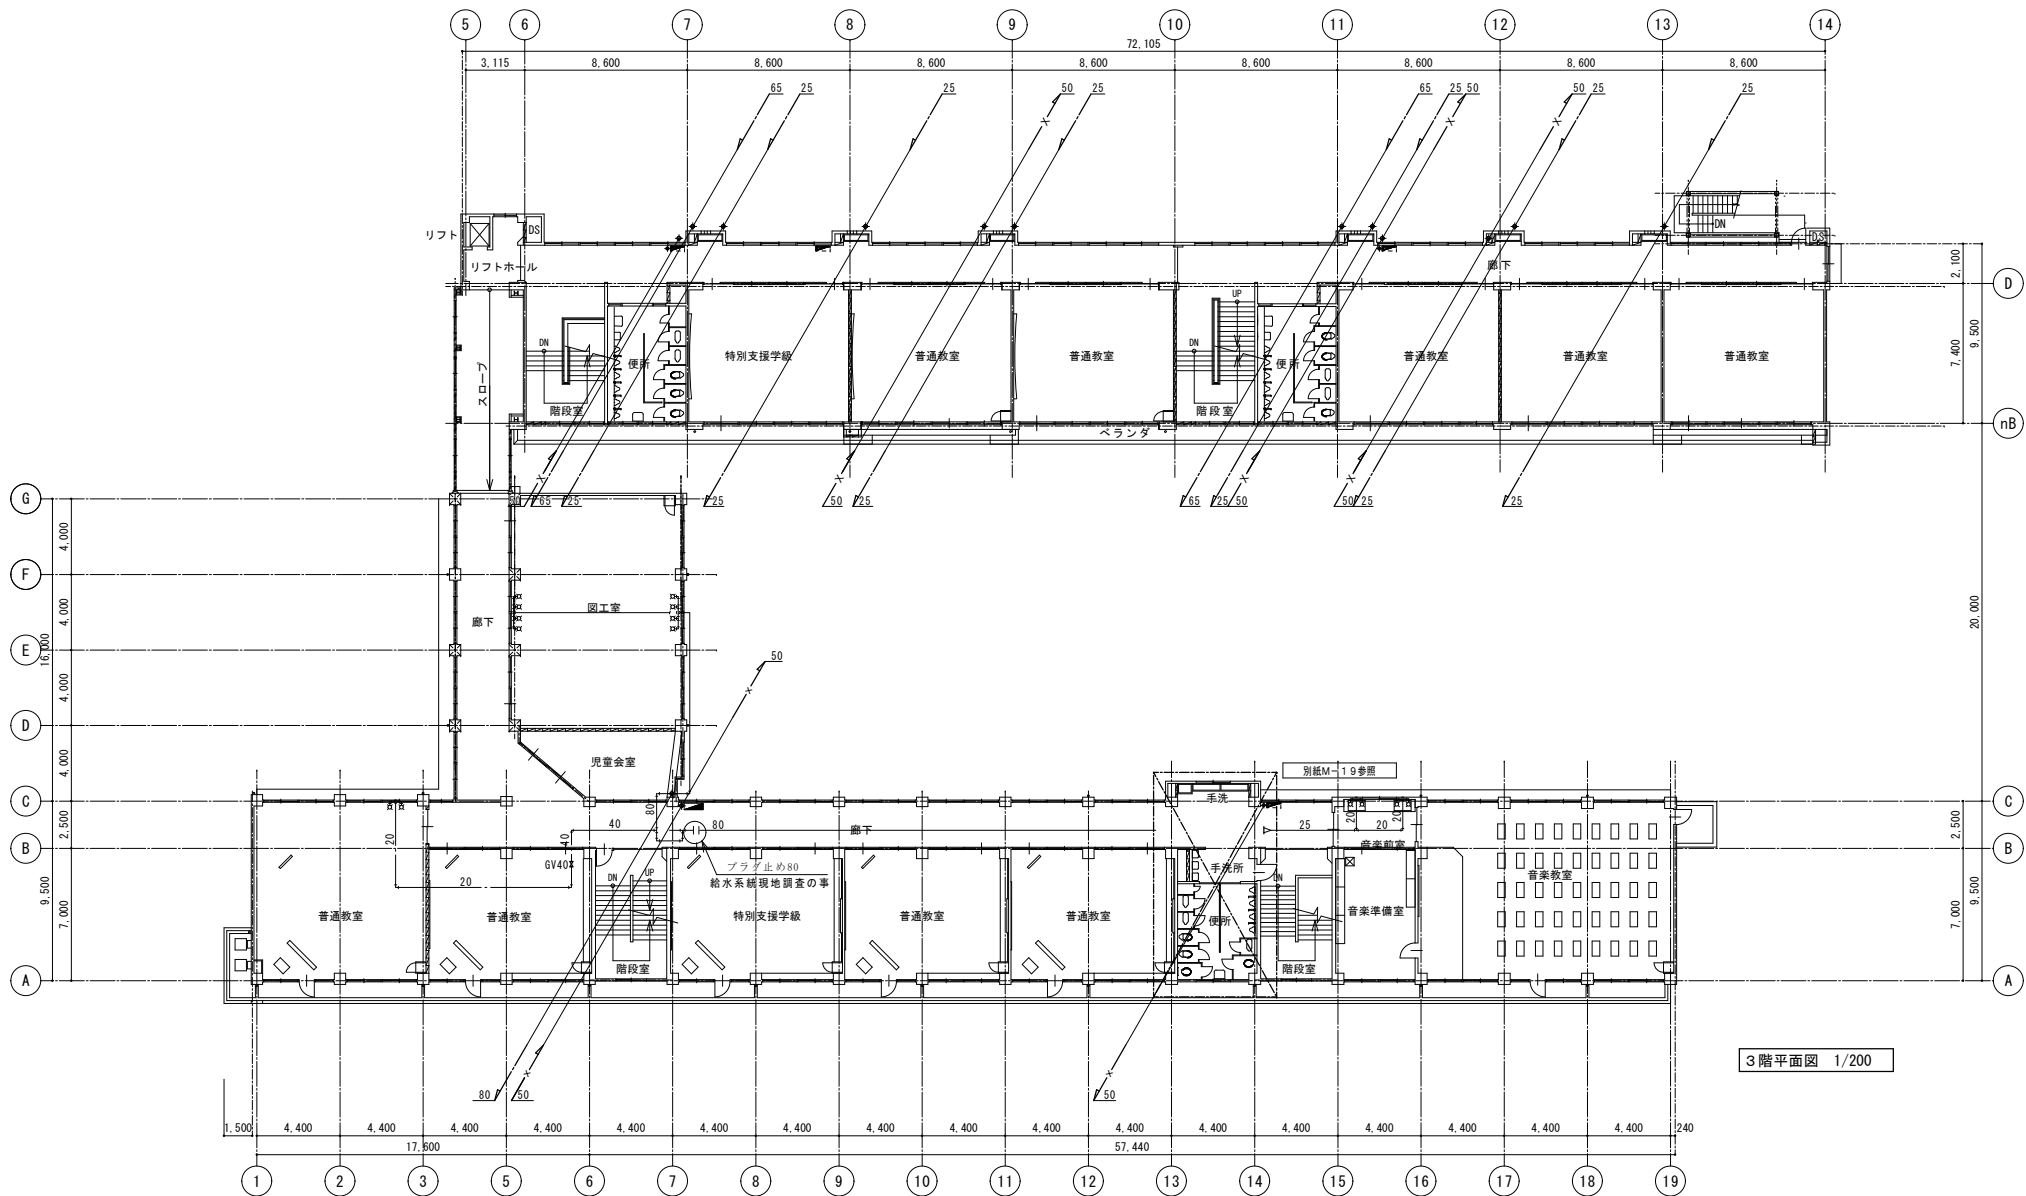 5 6 7 8 9 10 11 12 13 14
72,105
3,115 8,600 8,600 8,600 8,600 8,600 8,600 8,600 8,600
65 25 25 50 25 65 25 50 50 25 25
リフト DS DN DS
リフトホール 廊下 2,100
D
UP
DN DN
特別支援学級 普通教室 普通教室 普通教室 普通教室 普通教室
便所 便所
スロープ 7,400 9,500
階段室 階段室
ベランダ nB
G 50 65 25 25 50 25 65 25 50 50 25 25
4,000
F
4,000 図工室
廊下 20,000
E 16,000
50
4,000
D
児童会室
4,000
別紙M-19参照
C 手洗 C
80
40 80 廊下 25 20 20 20
2,500 20 40 音楽前室 2,500
B B
GV40 プラグ止め80
給水系統現地調査の事
手洗所
20 DN UP DN 音楽教室
普通教室 普通教室 特別支援学級 普通教室 普通教室 便所 音楽準備室
9,500 7,000 7,000 9,500
階段室 階段室
A A
3階平面図 1/200
80 50 50
1,500 4,400 4,400 4,400 4,400 4,400 4,400 4,400 4,400 4,400 4,400 4,400 4,400 4,400 4,400 4,400 4,400 4,400 240
17,600 57,440
1 2 3 5 6 7 8 9 10 11 12 13 14 15 16 17 18 19